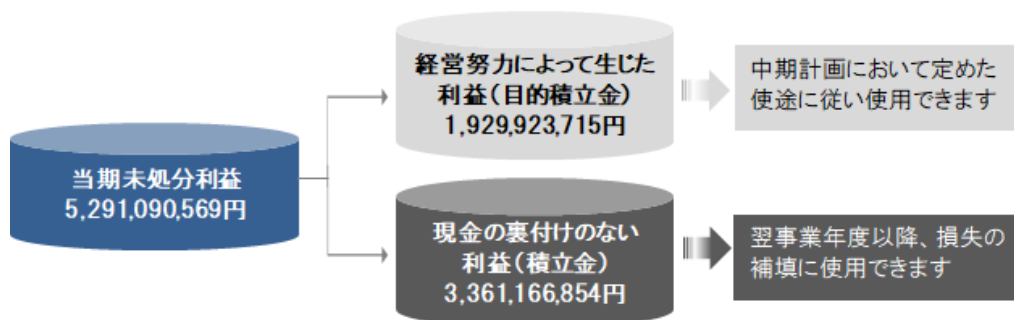 当期未処分利益
5,291,090,569円
経営努力によって生じた
利益(目的積立金)
1,929,923,715円
中期計画において定めた
使途に従い使用できます
現金の裏付けのない
利益(積立金)
3,361,166,854円
翌事業年度以降、損失の
補填に使用できます